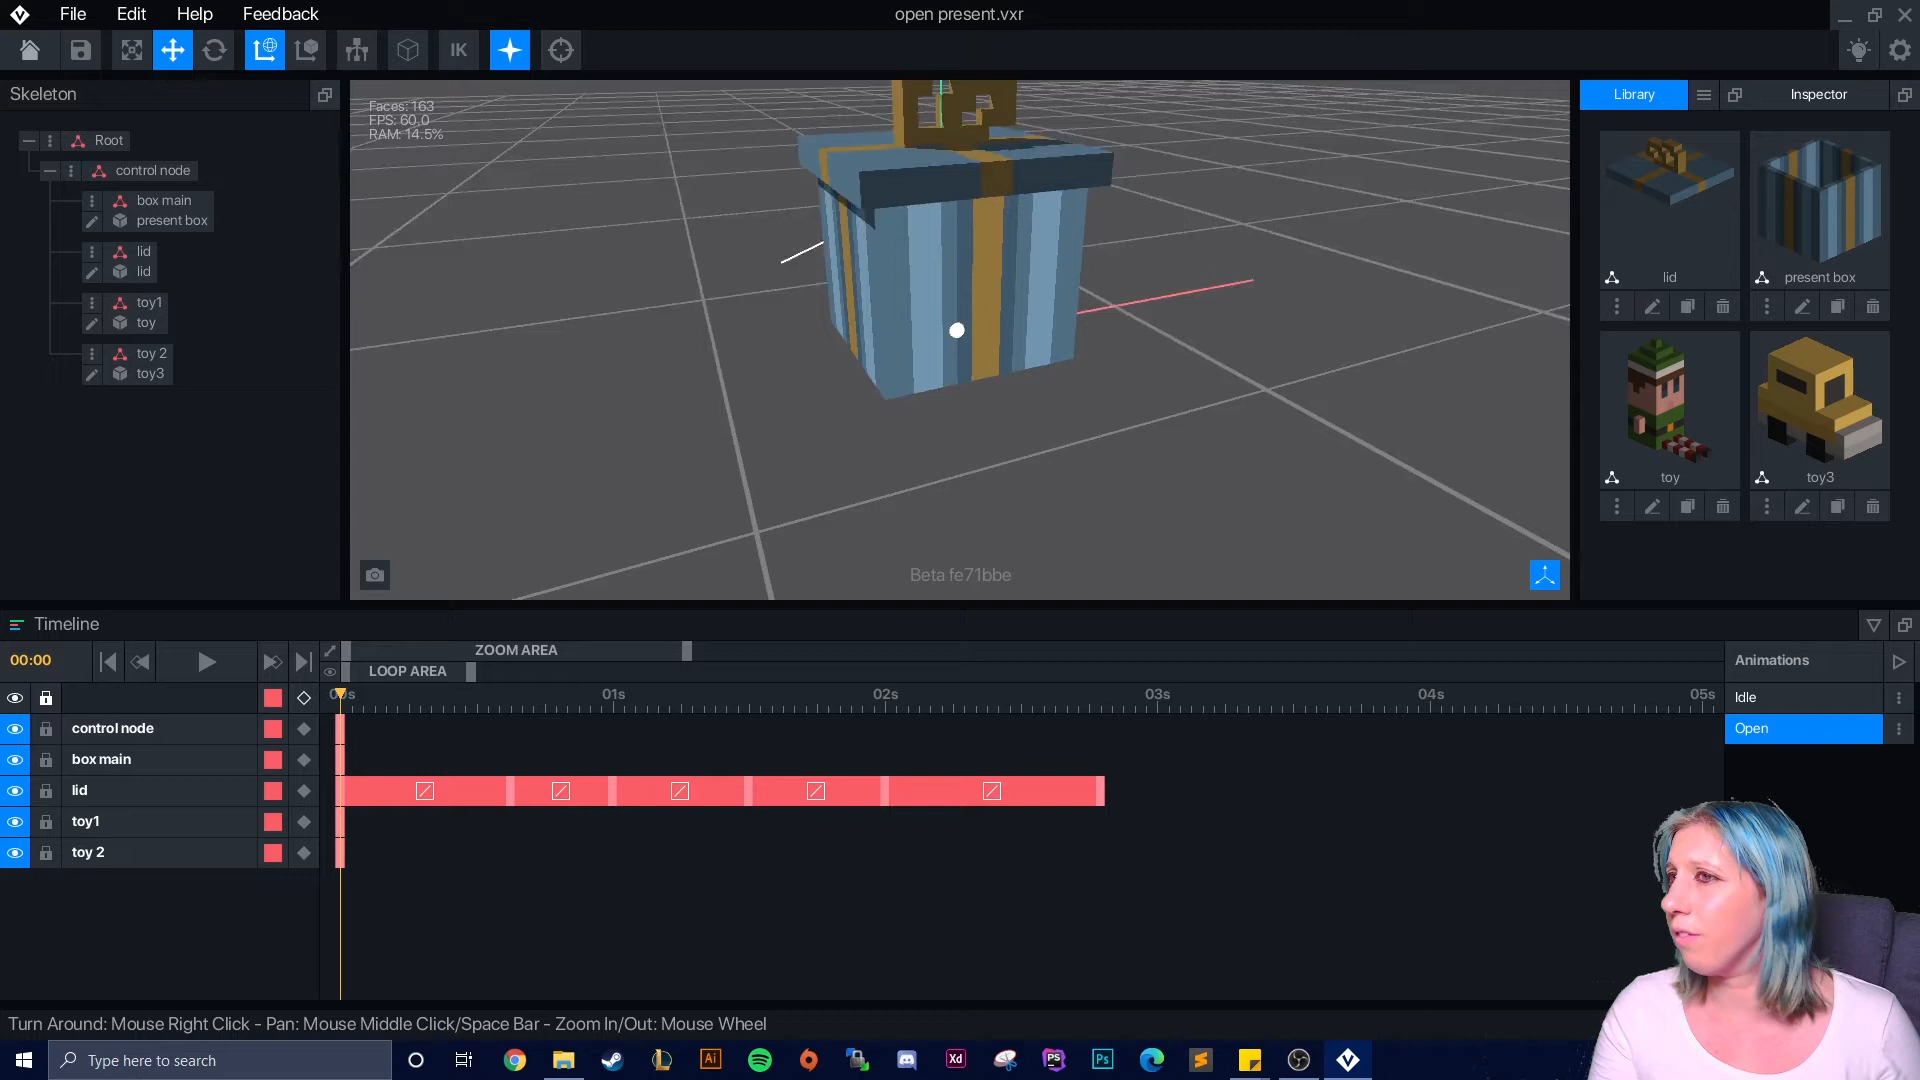 File Edit Help Feedback
open present.vxr
IK
Skeleton
Root
control node
box main
present box
lid
lid
toy1
toy
toy 2
toy3
Faces: 163
FPS: 60.0
RAM: 14.5%
Beta fe71bbe
Library
Inspector
lid
present box
toy
toy3
Timeline
00:00
ZOOM AREA
LOOP AREA
01s
02s
03s
04s
05s
control node
box main
lid
toy1
toy 2
Animations
Idle
Open
Turn Around: Mouse Right Click - Pan: Mouse Middle Click/Space Bar - Zoom In/Out: Mouse Wheel
Type here to search
Ai
Xd
PS
Ps